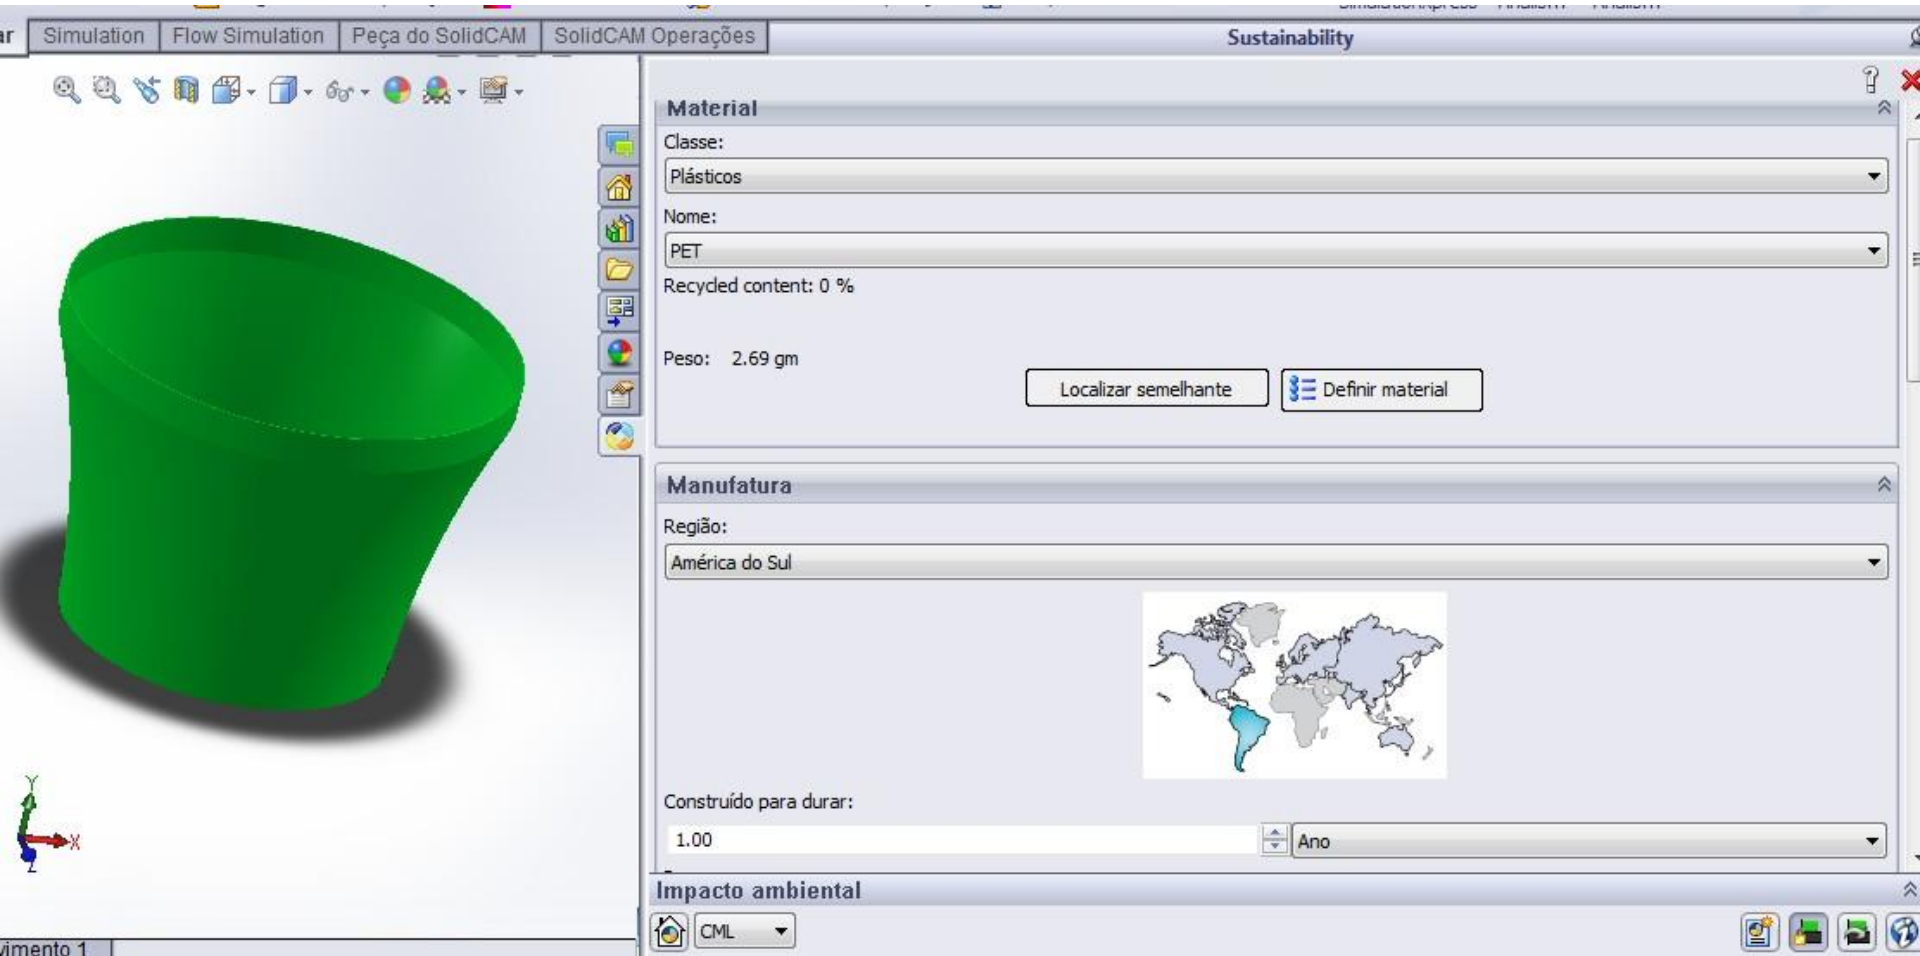 Simulation Flow Simulation Peça do SolidCAM SolidCAM Operações
Sustainability
Material
Classe:
Plásticos
Nome:
PET
Recycled content: 0 %
Peso: 2.69 gm
Localizar semelhante Definir material
Manufatura
Região:
América do Sul
Construído para durar:
1.00 Ano
Impacto ambiental
CML
vimento 1
Y
X
Z